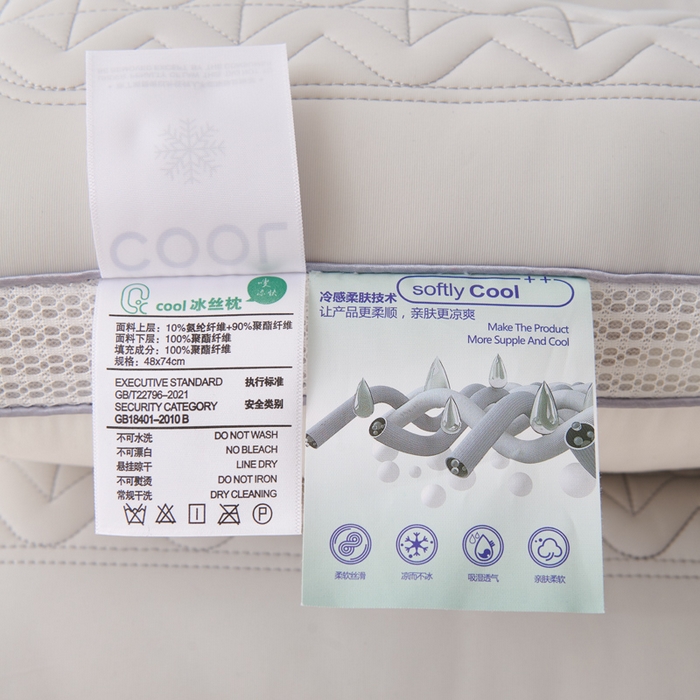 COOL
cool 冰丝枕
面料上层：10%氨纶纤维+90%聚酯纤维
面料下层：100%聚酯纤维
填充成分：100%聚酯纤维
规格：48x74cm
EXECUTIVE STANDARD 执行标准
GB/T22796-2021
SECURITY CATEGORY 安全类别
GB18401-2010 B
不可水洗 DO NOT WASH
不可漂白 NO BLEACH
悬挂晾干 LINE DRY
不可熨烫 DO NOT IRON
常规干洗 DRY CLEANING
P
softly Cool ++
冷感柔肤技术
让产品更柔顺，亲肤更凉爽
Make The Product
More Supple And Cool
柔软丝滑 凉而不冰 吸湿透气 亲肤柔软